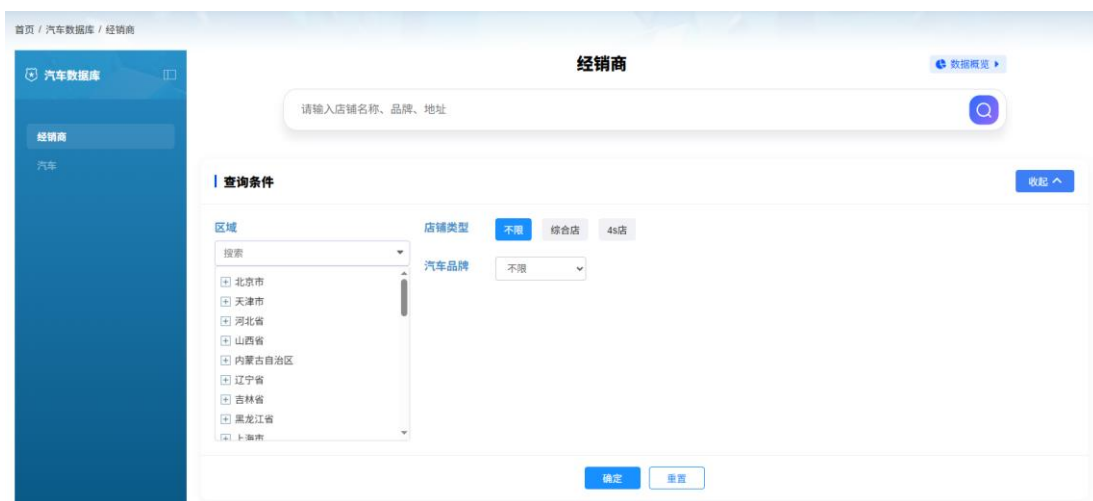 首页 / 汽车数据库 / 经销商
汽车数据库
经销商
汽车
经销商
数据概览
请输入店铺名称、品牌、地址
查询条件
收起
区域
搜索
北京市
天津市
河北省
山西省
内蒙古自治区
辽宁省
吉林省
黑龙江省
上海市
店铺类型 不限 综合店 4s店
汽车品牌 不限
确定 重置